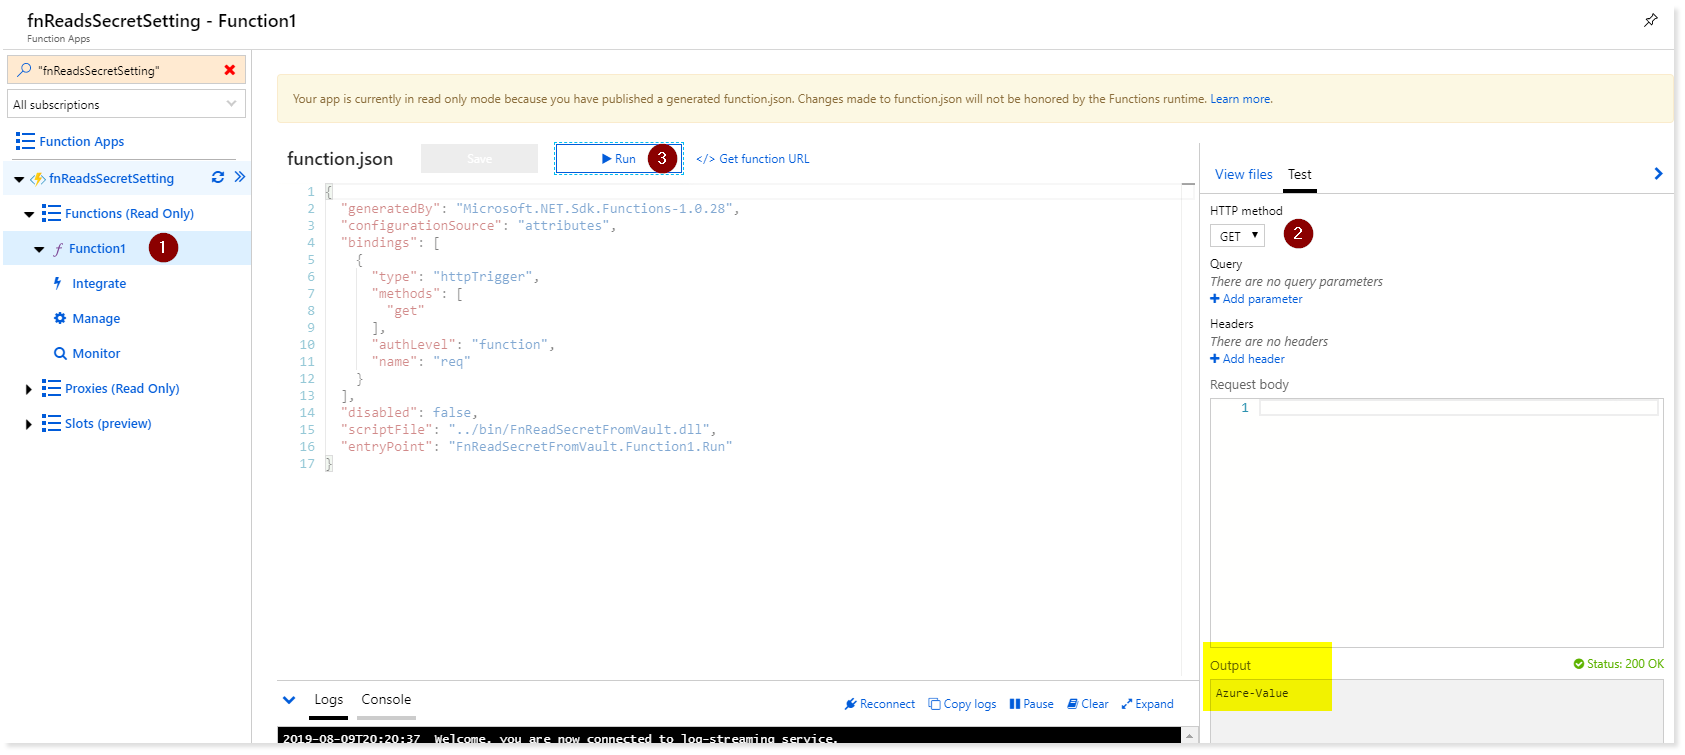 fnReadsSecretSetting - Function1
Function Apps
"fnReadsSecretSetting"
All subscriptions
Function Apps
fnReadsSecretSetting
Functions (Read Only)
Function1
1
Integrate
Manage
Monitor
Proxies (Read Only)
Slots (preview)
Your app is currently in read only mode because you have published a generated function.json. Changes made to function.json will not be honored by the Functions runtime. Learn more.
function.json
Save
Run
3
</> Get function URL
1 {
2 "generatedBy": "Microsoft.NET.Sdk.Functions-1.0.28",
3 "configurationSource": "attributes",
4 "bindings": [
5 {
6 "type": "httpTrigger",
7 "methods": [
8 "get"
9 ],
10 "authLevel": "function",
11 "name": "req"
12 }
13 ],
14 "disabled": false,
15 "scriptFile": "../bin/FnReadSecretFromVault.dll",
16 "entryPoint": "FnReadSecretFromVault.Function1.Run"
17 }
Logs Console
Reconnect Copy logs Pause Clear Expand
2019-08-09T20:20:37 Welcome, you are now connected to log-streaming service.
View files Test
HTTP method
GET
2
Query
There are no query parameters
Add parameter
Headers
There are no headers
Add header
Request body
1
Output
Status: 200 OK
Azure-Value